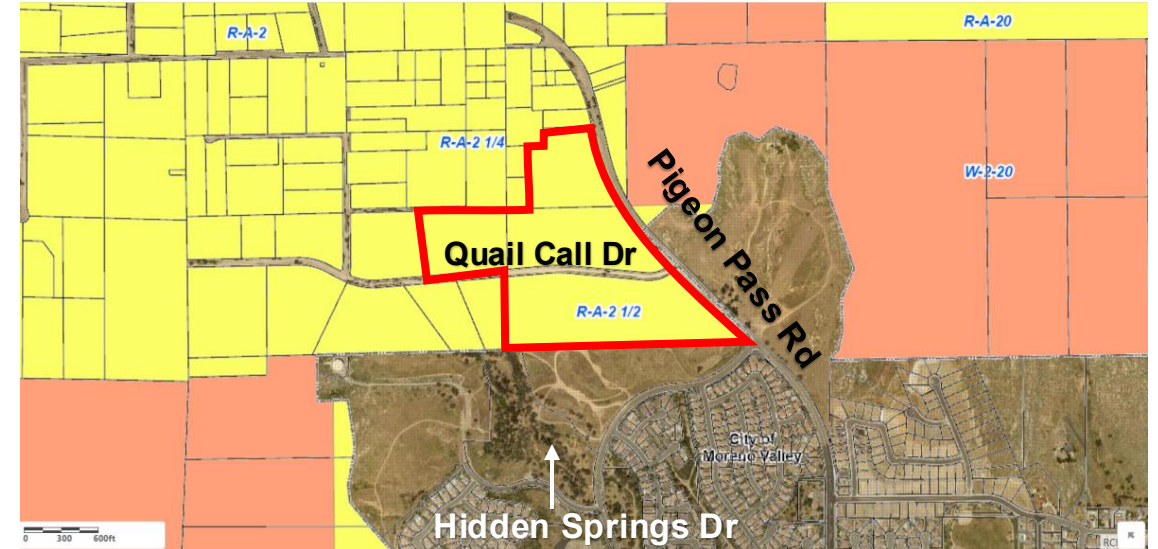 R-A-2
R-A-20
R-A-2 1/4
Pigeon Pass Rd
W-2-20
Quail Call Dr
R-A-2 1/2
City of
Moreno Valley
Hidden Springs Dr
0 300 600ft